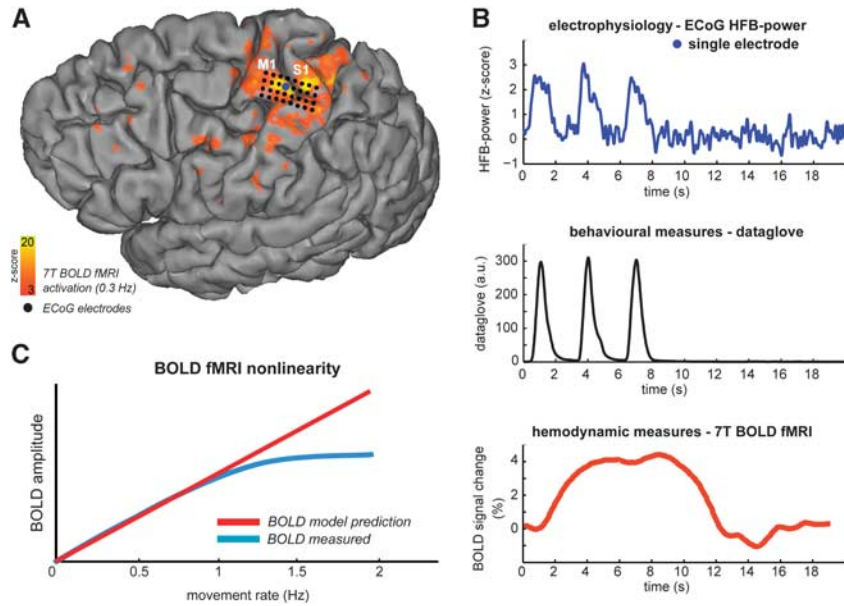 A
M1
S1
20
z-score
3
7T BOLD fMRI
activation (0.3 Hz)
ECoG electrodes
B
electrophysiology - ECoG HFB-power
single electrode
HFB-power (z-score)
3
2
1
0
−1
0 2 4 6 8 10 12 14 16 18
time (s)
behavioural measures - dataglove
dataglove (a.u.)
300
200
100
0
0 2 4 6 8 10 12 14 16 18
time (s)
hemodynamic measures - 7T BOLD fMRI
BOLD signal change
(%)
4
2
0
0 2 4 6 8 10 12 14 16 18
time (s)
C
BOLD fMRI nonlinearity
BOLD amplitude
BOLD model prediction
BOLD measured
0 0.5 1 1.5 2
movement rate (Hz)